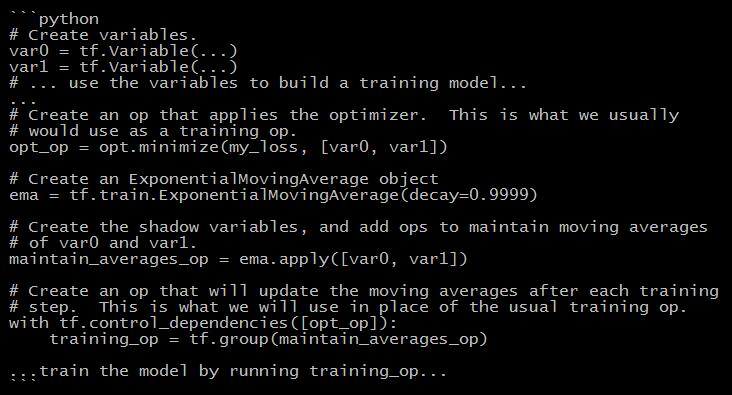 ```python
# Create variables.
var0 = tf.Variable(...)
var1 = tf.Variable(...)
# ... use the variables to build a training model...
...
# Create an op that applies the optimizer.  This is what we usually
# would use as a training op.
opt_op = opt.minimize(my_loss, [var0, var1])

# Create an ExponentialMovingAverage object
ema = tf.train.ExponentialMovingAverage(decay=0.9999)

# Create the shadow variables, and add ops to maintain moving averages
# of var0 and var1.
maintain_averages_op = ema.apply([var0, var1])

# Create an op that will update the moving averages after each training
# step.  This is what we will use in place of the usual training op.
with tf.control_dependencies([opt_op]):
    training_op = tf.group(maintain_averages_op)

...train the model by running training_op...
```